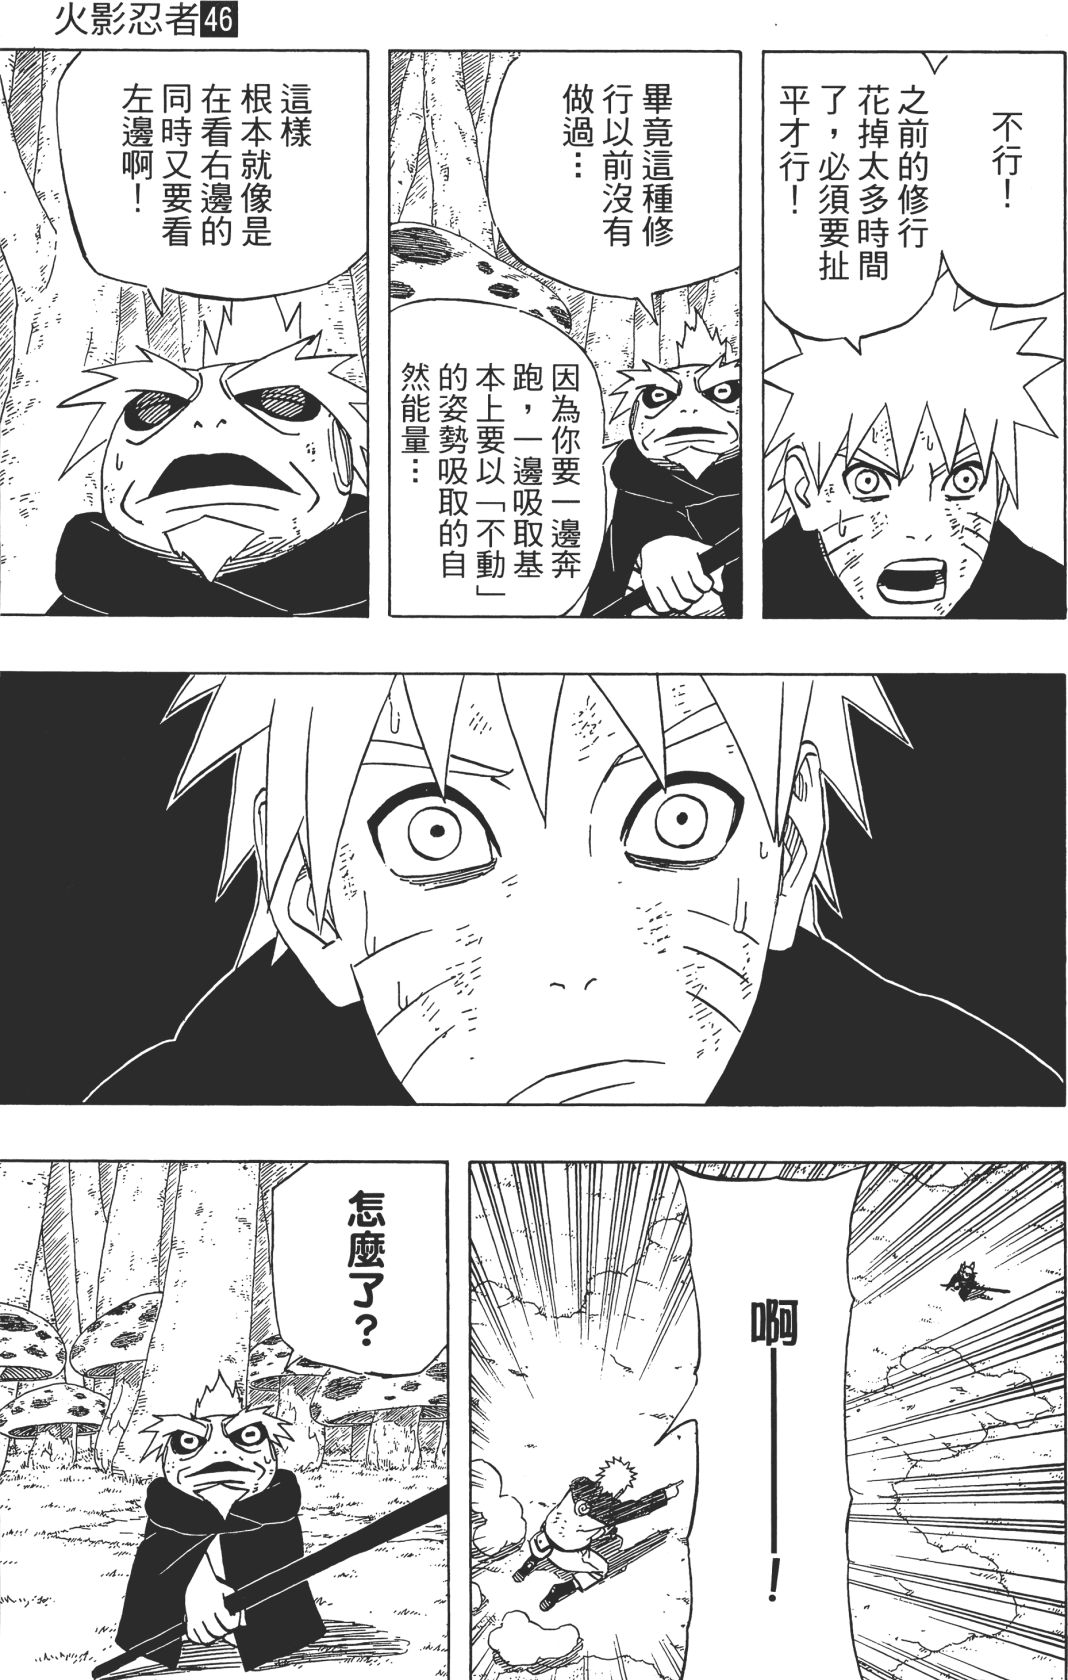 火影忍者46
不行！
之前的修行
花掉太多時間
了，必須要扯
平才行！
畢竟這種修
行以前沒有
做過…
因為你要一邊奔
跑，一邊吸取基
本上要以「不動」
的姿勢吸取的自
然能量…
這樣
根本就像是
在看右邊的
同時又要看
左邊啊！
啊——！
怎麼了？